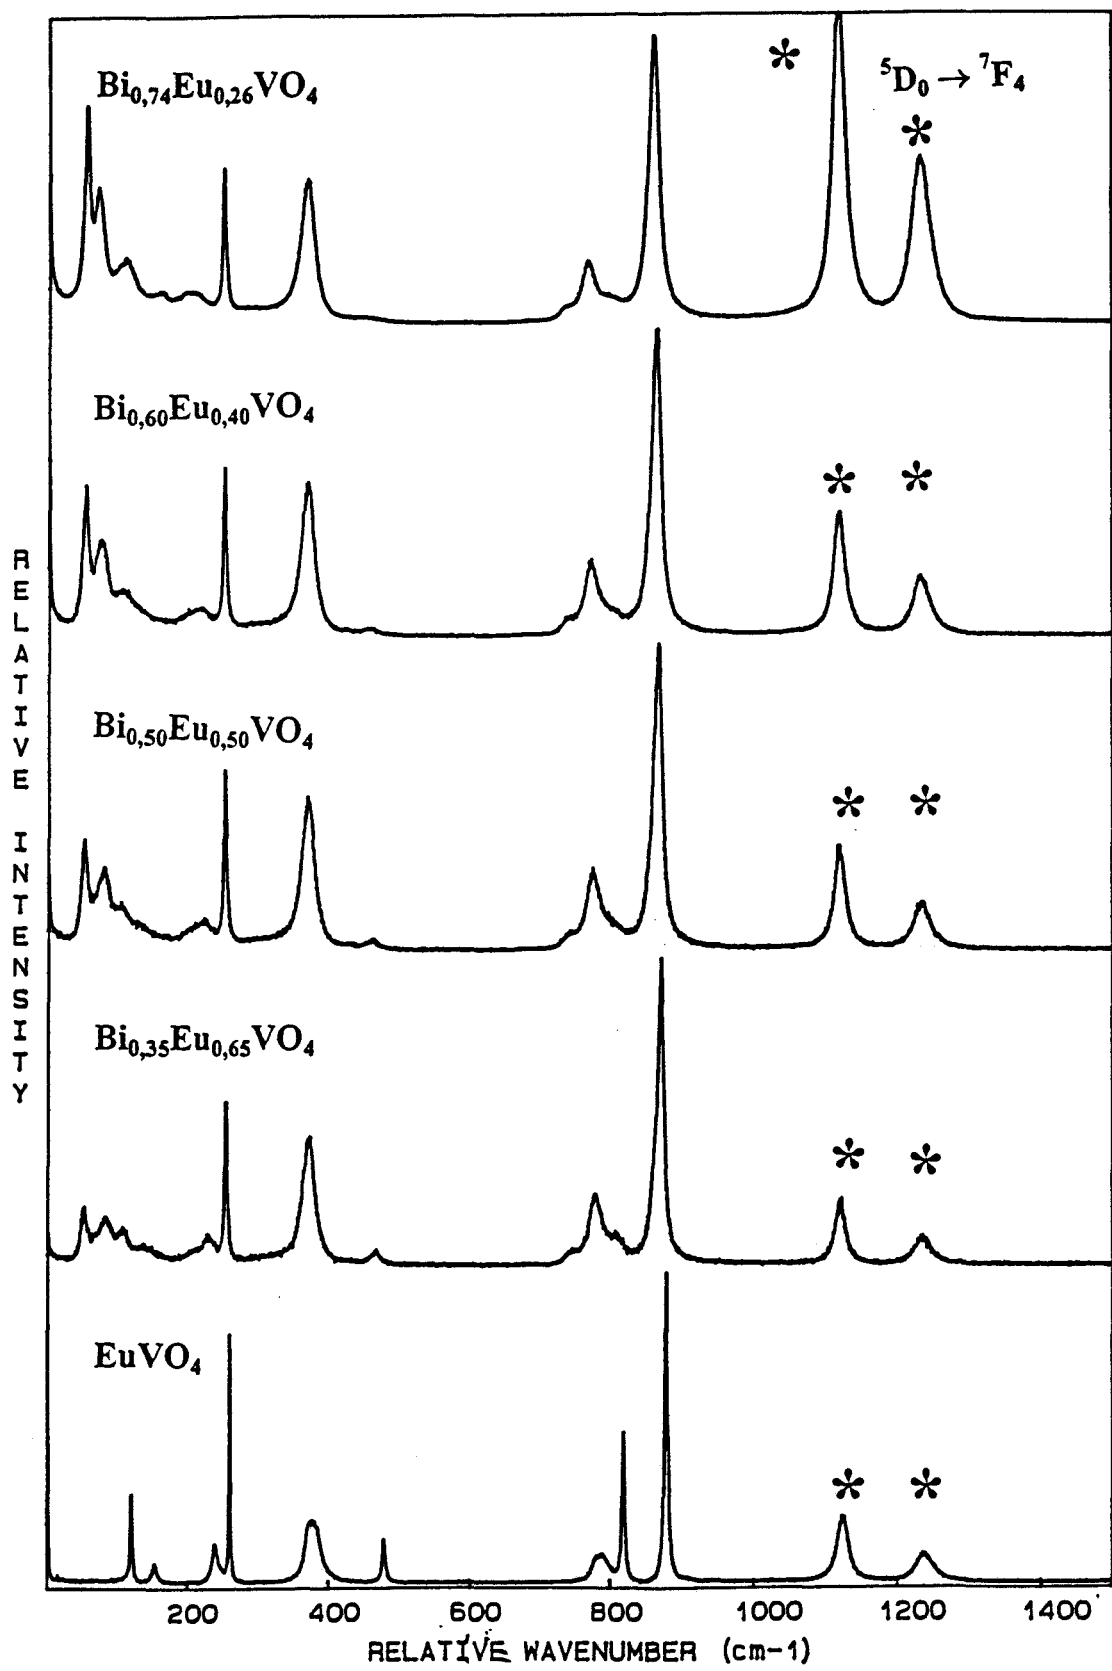 Bi0,74Eu0,26VO4
* ⁵D₀ → ⁷F₄
*
Bi0,60Eu0,40VO4
* *
Bi0,50Eu0,50VO4
* *
Bi0,35Eu0,65VO4
* *
EuVO4
* *
RELATIVE INTENSITY
200 400 600 800 1000 1200 1400
RELATIVE WAVENUMBER (cm-1)